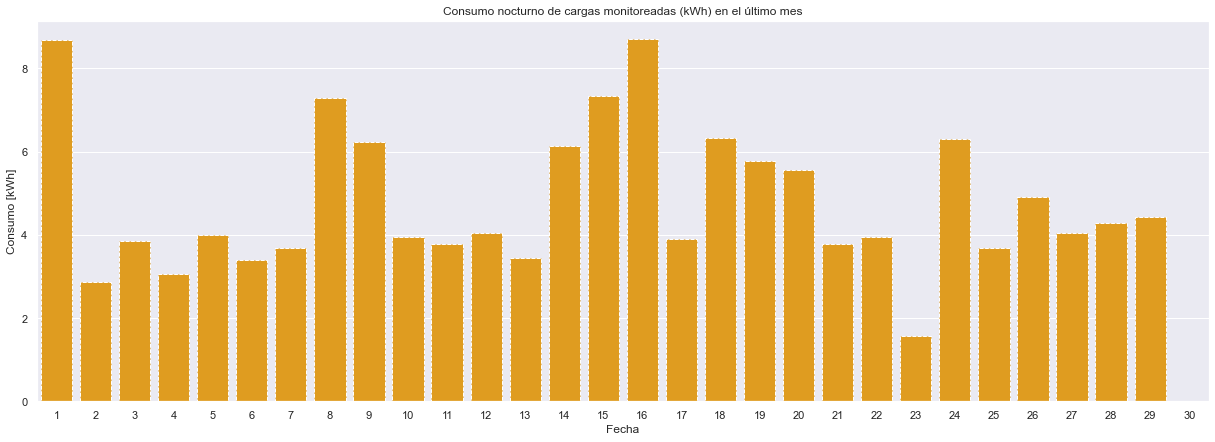 Consumo nocturno de cargas monitoreadas (kWh) en el último mes
Consumo [kWh]
8
6
4
2
0
1 2 3 4 5 6 7 8 9 10 11 12 13 14 15 16 17 18 19 20 21 22 23 24 25 26 27 28 29 30
Fecha